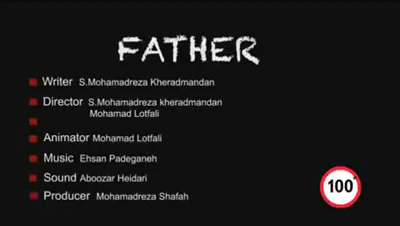 FATHER
Writer S.Mohamadreza Kheradmandan
Director S.Mohamadreza kheradmandan
Mohamad Lotfali
Animator Mohamad Lotfali
Music Ehsan Padeganeh
Sound Aboozar Heidari
Producer Mohamadreza Shafah
100